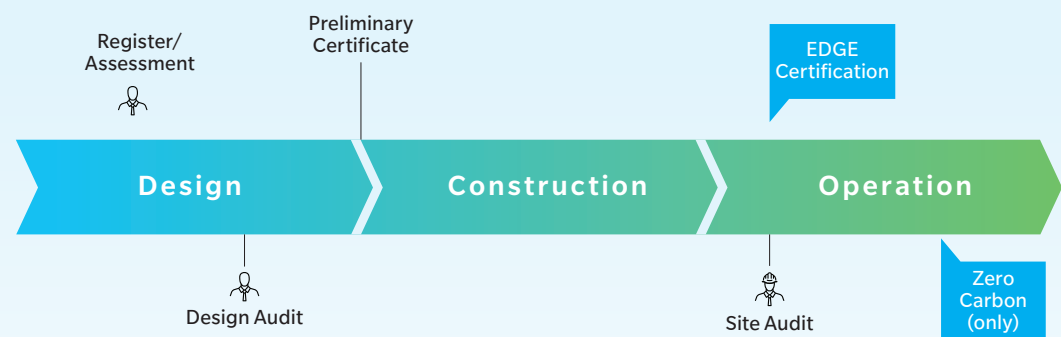 Register/
Assessment
Preliminary
Certificate
EDGE
Certification
Design
Construction
Operation
Design Audit
Site Audit
Zero
Carbon
(only)